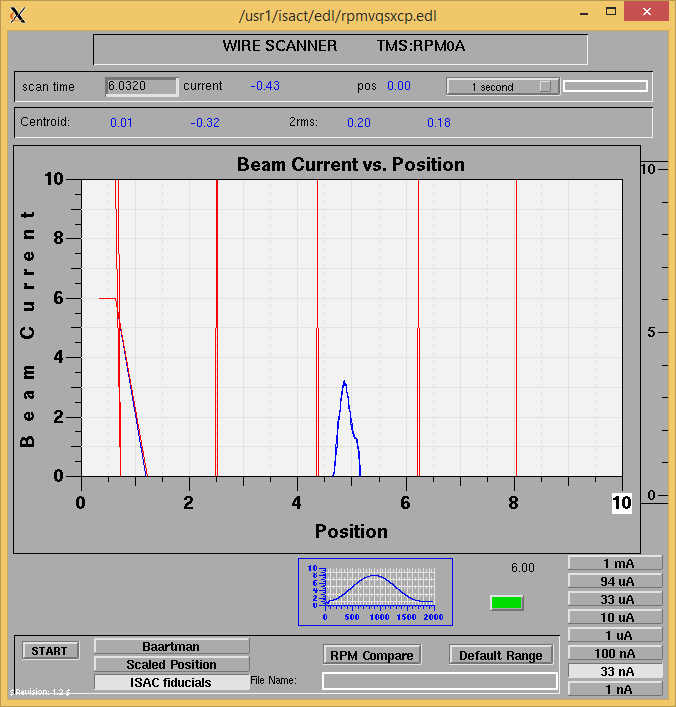 /usr1/isact/edl/rpmvqsxcp.edl
WIRE SCANNER TMS:RPM0A
scan time 6.0320 current -0.43 pos 0.00 1 second
Centroid: 0.01 -0.32 2rms: 0.20 0.18
Beam Current vs. Position
Beam Current
10
8
6
4
2
0
0 2 4 6 8 10
Position
10
5
0
10
8
6
4
2
0
0 500 1000 1500 2000
6.00
1 mA
94 uA
33 uA
10 uA
1 uA
100 nA
33 nA
1 nA
START
Baartman
Scaled Position
ISAC fiducials
RPM Compare
Default Range
File Name:
$Revision: 1.2 $